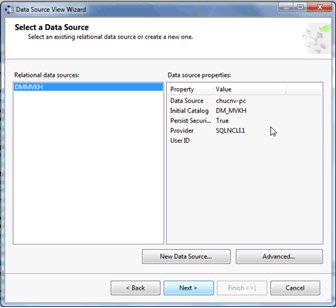 Data Source View Wizard
Select a Data Source
Select an existing relational data source or create a new one.
Relational data sources:
Data source properties:
DMMVKH
Property Value
Data Source chucnv-pc
Initial Catalog DM_MVKH
Persist Securi... True
Provider SQLNCLI.1
User ID
New Data Source...
Advanced...
< Back
Next >
Finish >>|
Cancel